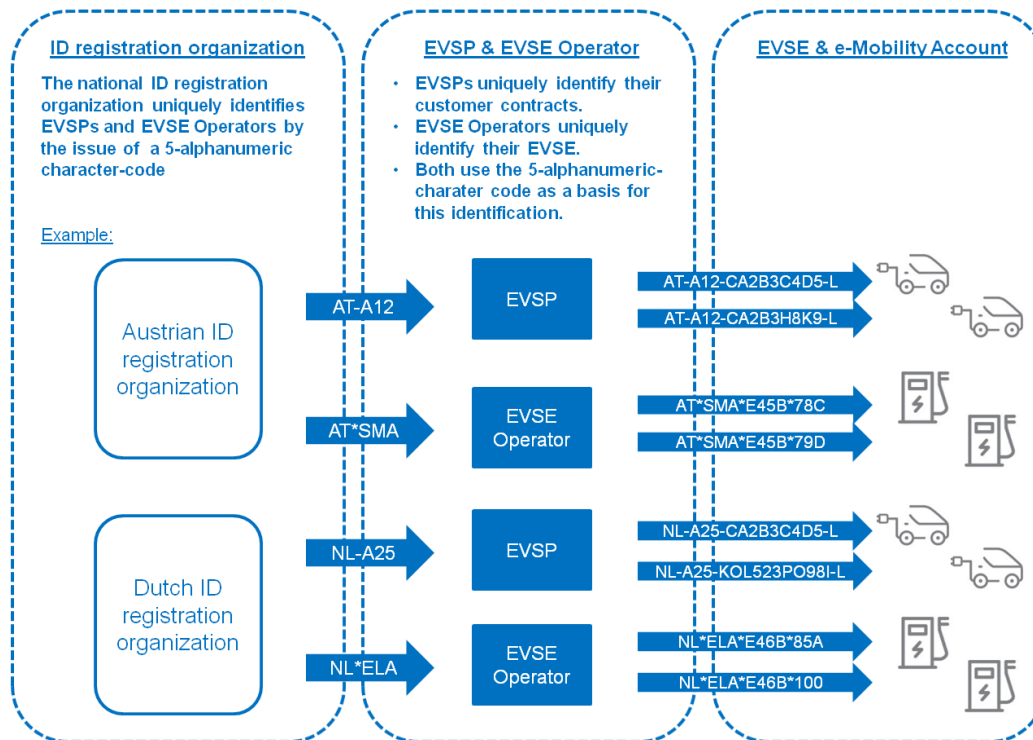 ID registration organization
The national ID registration
organization uniquely identifies
EVSPs and EVSE Operators by
the issue of a 5-alphanumeric
character-code
Example:
EVSP & EVSE Operator
• EVSPs uniquely identify their
customer contracts.
• EVSE Operators uniquely
identify their EVSE.
• Both use the 5-alphanumeric-
charater code as a basis for
this identification.
EVSE & e-Mobility Account
Austrian ID
registration
organization
AT-A12
EVSP
AT-A12-CA2B3C4D5-L
AT-A12-CA2B3H8K9-L
AT*SMA
EVSE
Operator
AT*SMA*E45B*78C
AT*SMA*E45B*79D
Dutch ID
registration
organization
NL-A25
EVSP
NL-A25-CA2B3C4D5-L
NL-A25-KOL523PO98I-L
NL*ELA
EVSE
Operator
NL*ELA*E46B*85A
NL*ELA*E46B*100